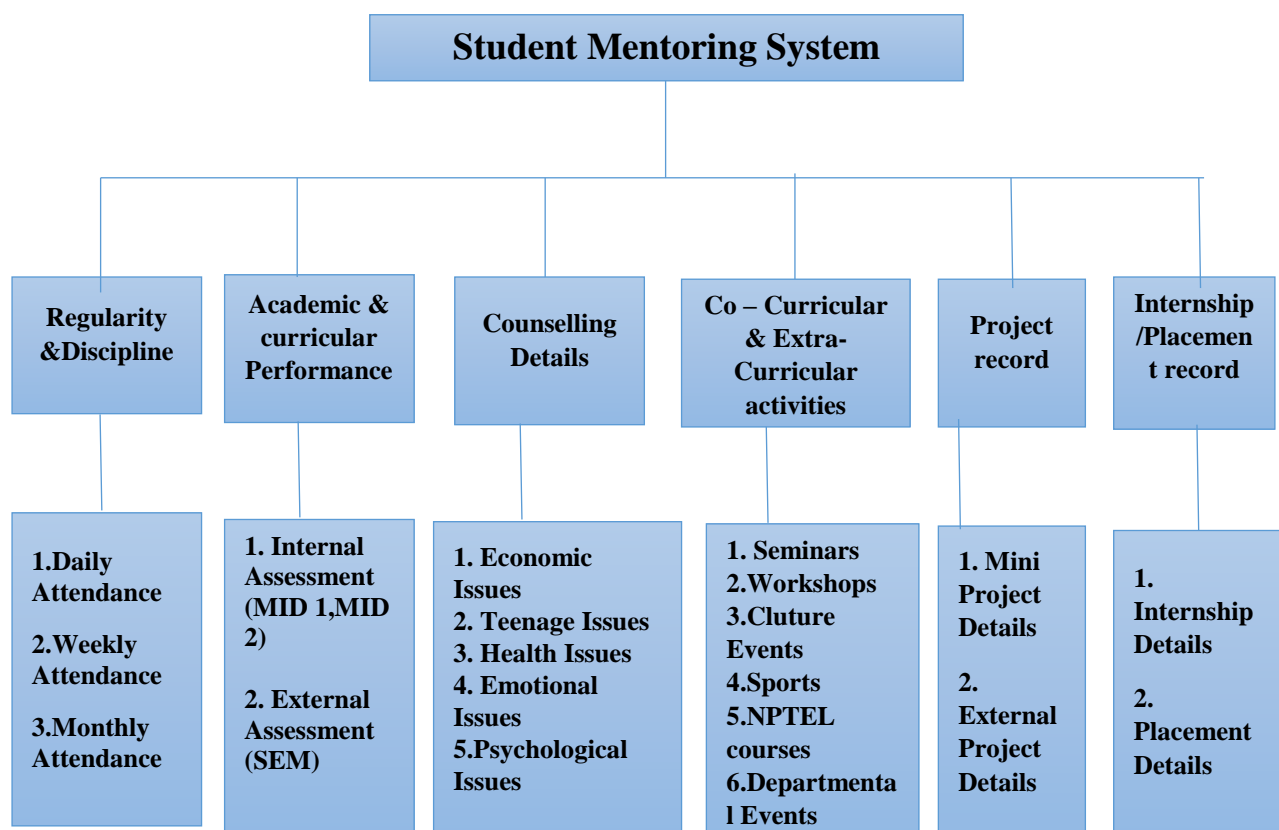 Student Mentoring System
Regularity
&Discipline
Academic &
curricular
Performance
Counselling
Details
Co – Curricular
& Extra-
Curricular
activities
Project
record
Internship
/Placemen
t record
1.Daily
Attendance
2.Weekly
Attendance
3.Monthly
Attendance
1. Internal
Assessment
(MID 1,MID
2)
2. External
Assessment
(SEM)
1. Economic
Issues
2. Teenage Issues
3. Health Issues
4. Emotional
Issues
5.Psychological
Issues
1. Seminars
2.Workshops
3.Cluture
Events
4.Sports
5.NPTEL
courses
6.Departmenta
l Events
1. Mini
Project
Details
2.
External
Project
Details
1.
Internship
Details
2.
Placement
Details